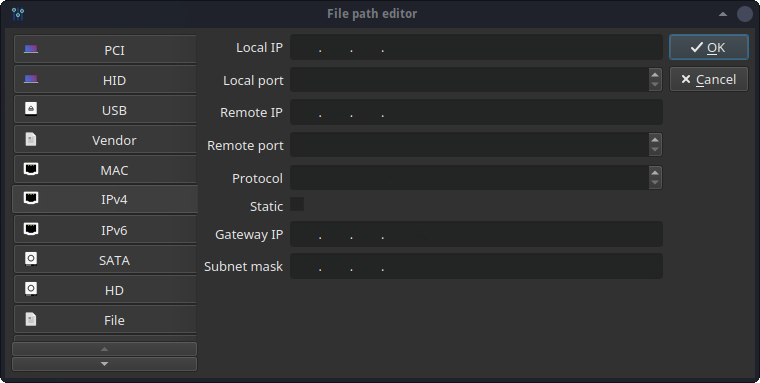 File path editor
PCI
HID
USB
Vendor
MAC
IPv4
IPv6
SATA
HD
File
Local IP . . .
Local port
Remote IP . . .
Remote port
Protocol
Static
Gateway IP . . .
Subnet mask . . .
OK
Cancel